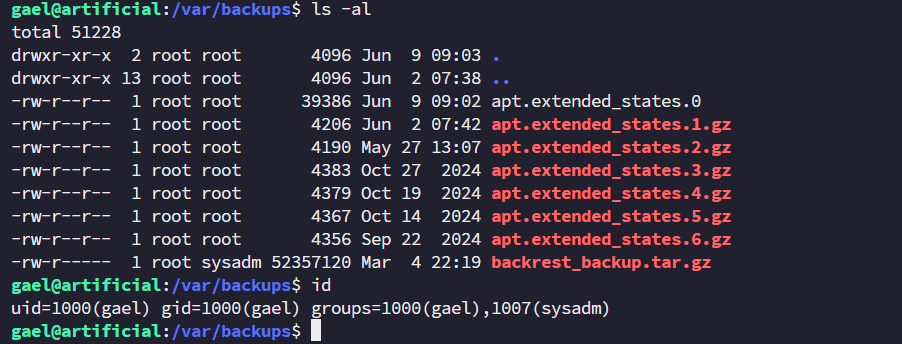 gael@artificial:/var/backups$ ls -al
total 51228
drwxr-xr-x  2 root root       4096 Jun  9 09:03 .
drwxr-xr-x 13 root root       4096 Jun  2 07:38 ..
-rw-r--r--  1 root root      39386 Jun  9 09:02 apt.extended_states.0
-rw-r--r--  1 root root       4206 Jun  2 07:42 apt.extended_states.1.gz
-rw-r--r--  1 root root       4190 May 27 13:07 apt.extended_states.2.gz
-rw-r--r--  1 root root       4383 Oct 27  2024 apt.extended_states.3.gz
-rw-r--r--  1 root root       4379 Oct 19  2024 apt.extended_states.4.gz
-rw-r--r--  1 root root       4367 Oct 14  2024 apt.extended_states.5.gz
-rw-r--r--  1 root root       4356 Sep 22  2024 apt.extended_states.6.gz
-rw-r-----  1 root sysadm 52357120 Mar  4 22:19 backrest_backup.tar.gz
gael@artificial:/var/backups$ id
uid=1000(gael) gid=1000(gael) groups=1000(gael),1007(sysadm)
gael@artificial:/var/backups$